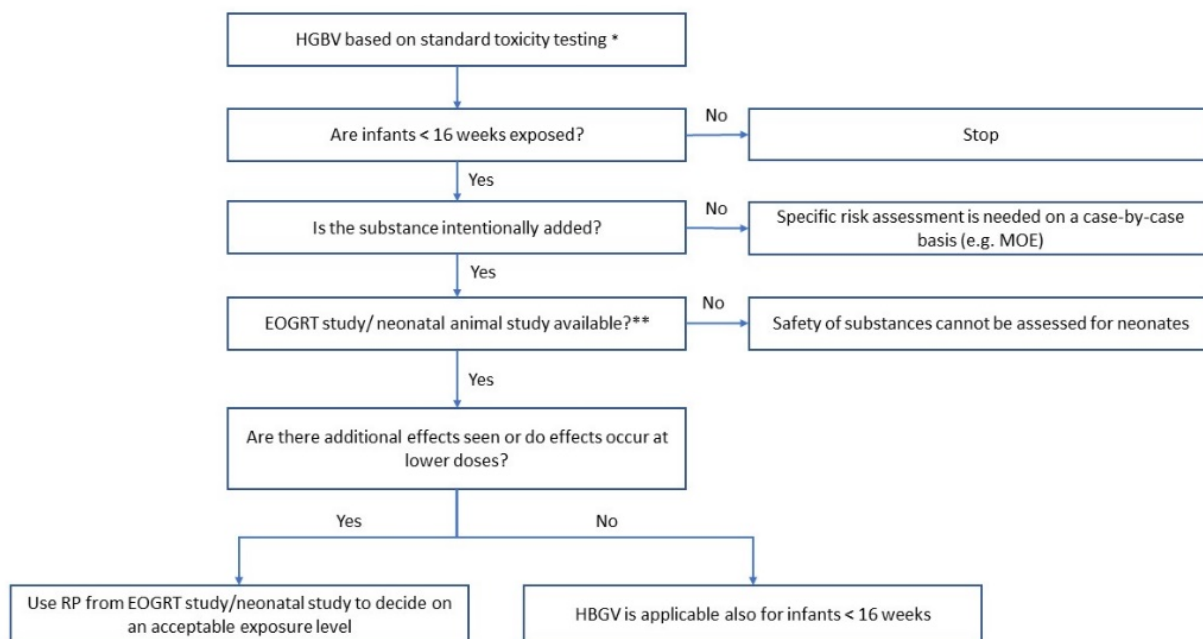 HGBV based on standard toxicity testing *
Are infants < 16 weeks exposed?
No
Stop
Yes
Is the substance intentionally added?
No
Specific risk assessment is needed on a case-by-case
basis (e.g. MOE)
Yes
EOGRT study/ neonatal animal study available?**
No
Safety of substances cannot be assessed for neonates
Yes
Are there additional effects seen or do effects occur at
lower doses?
Yes
No
Use RP from EOGRT study/neonatal study to decide on
an acceptable exposure level
HBGV is applicable also for infants < 16 weeks